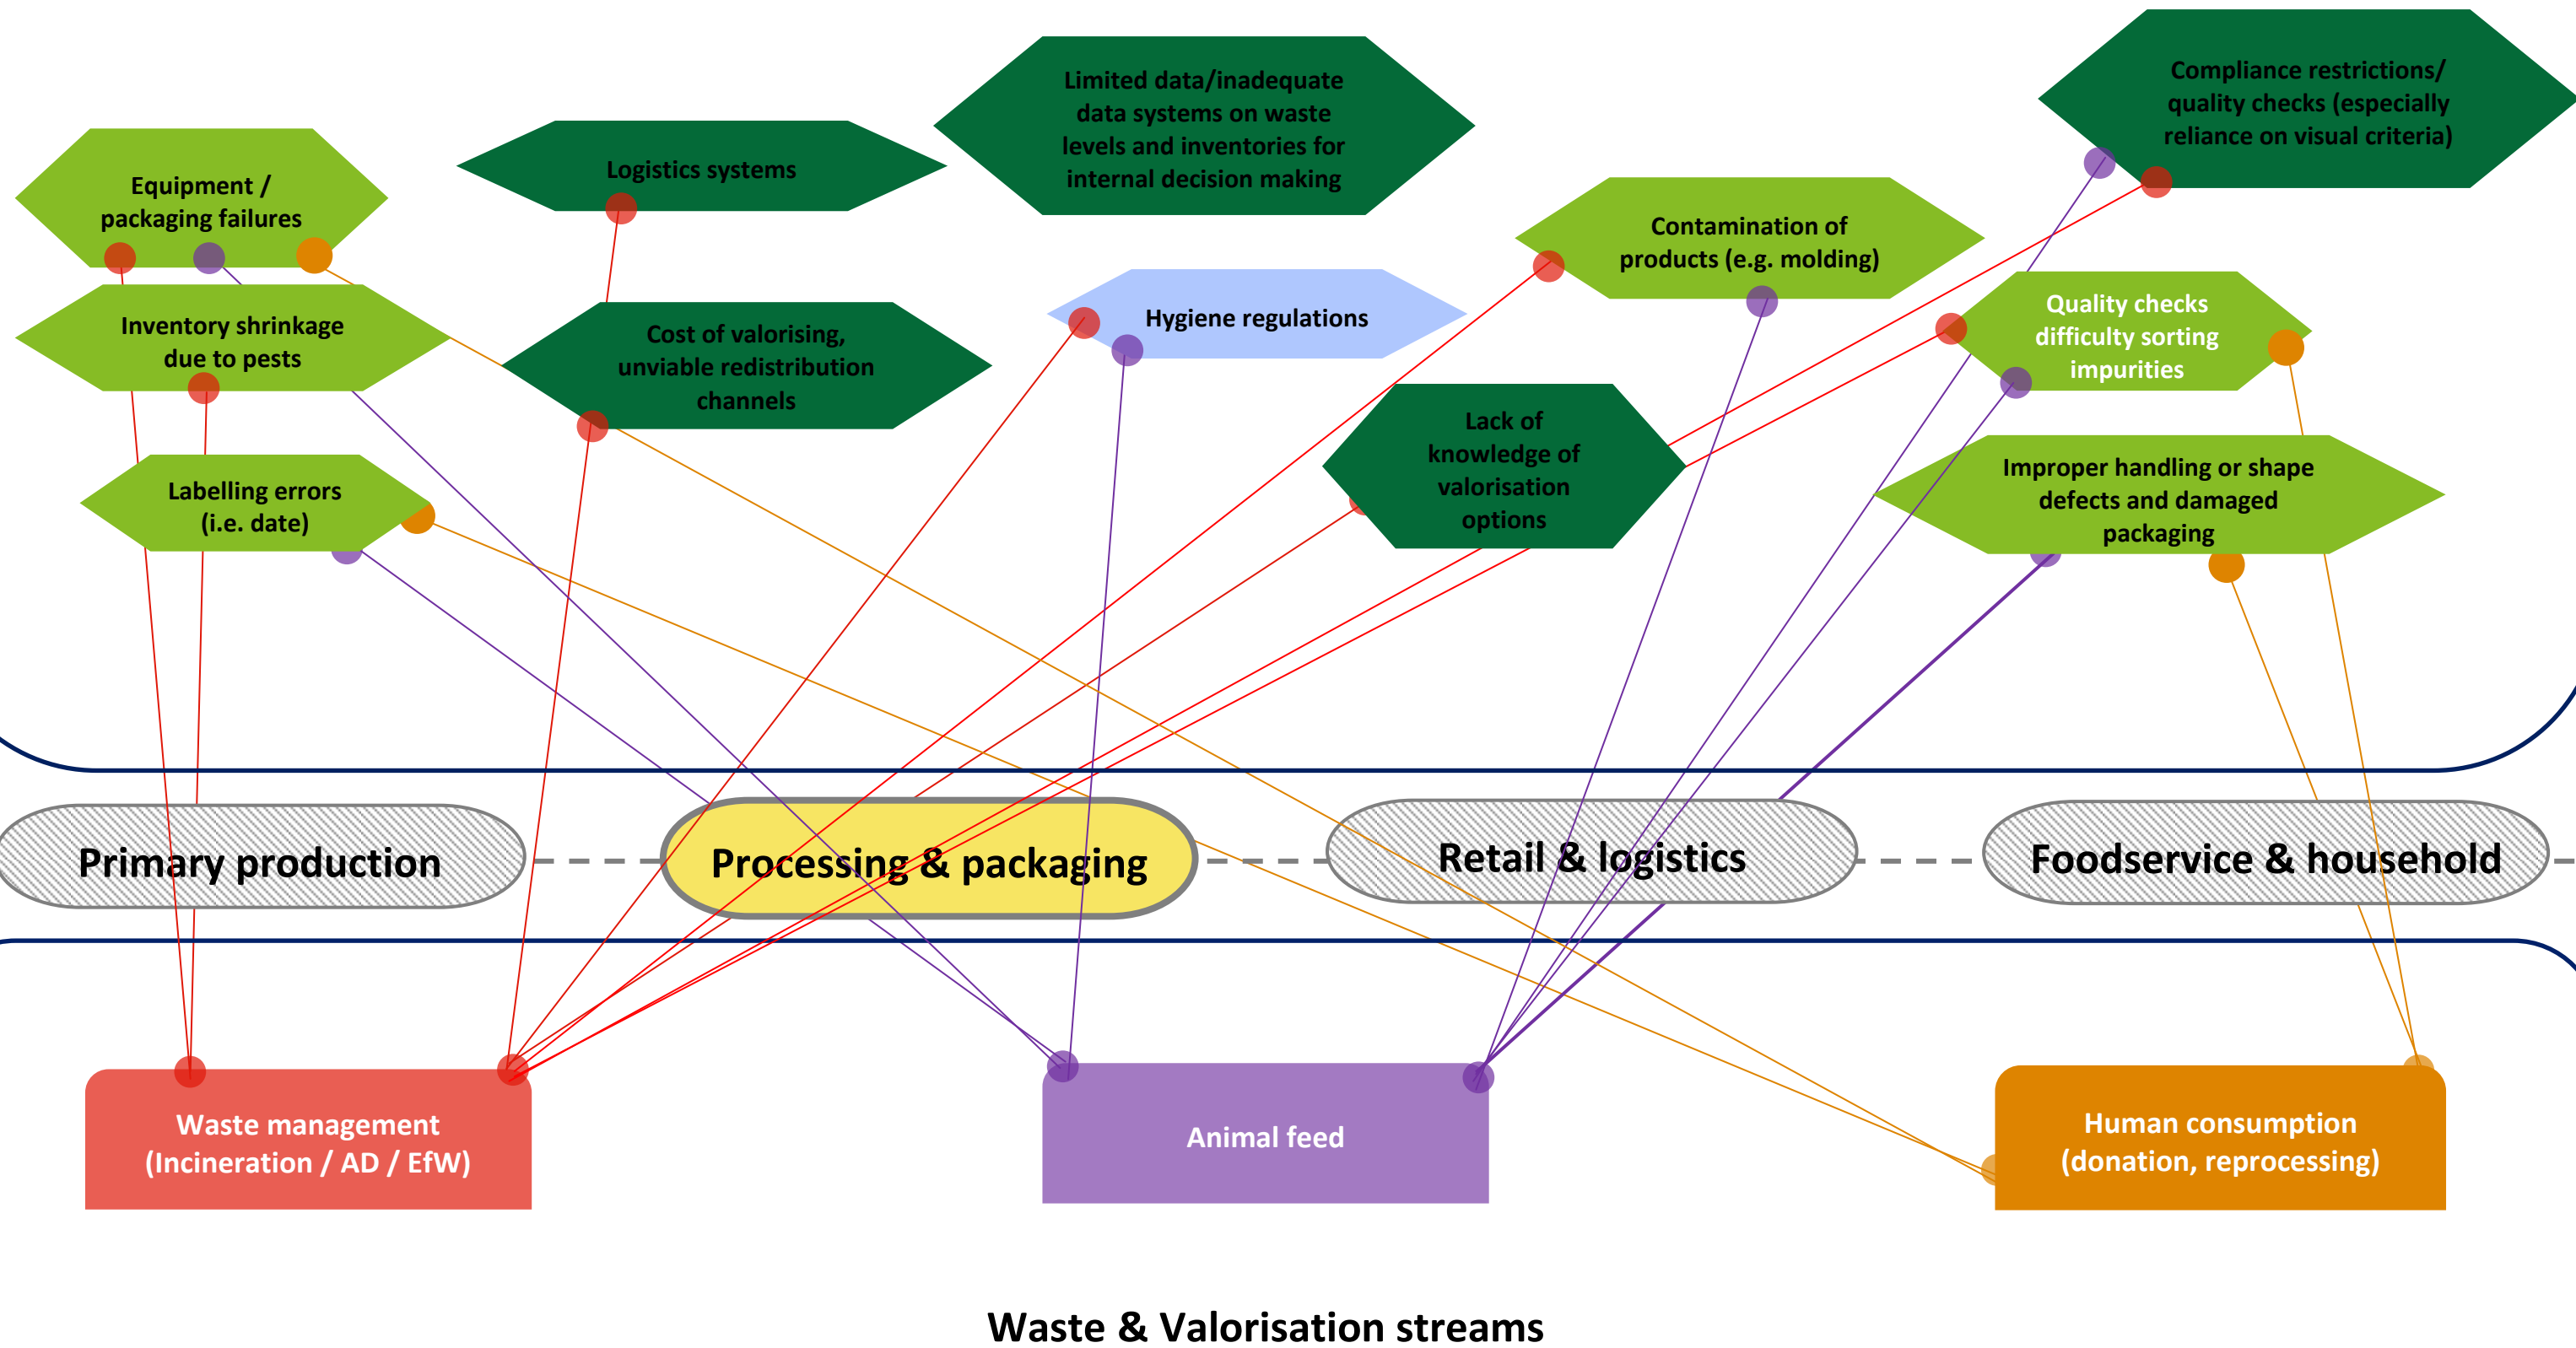 Equipment /
packaging failures
Logistics systems
Limited data/inadequate
data systems on waste
levels and inventories for
internal decision making
Compliance restrictions/
quality checks (especially
reliance on visual criteria)
Contamination of
products (e.g. molding)
Inventory shrinkage
due to pests
Cost of valorising,
unviable redistribution
channels
Hygiene regulations
Quality checks
difficulty sorting
impurities
Lack of
knowledge of
valorisation
options
Labelling errors
(i.e. date)
Improper handling or shape
defects and damaged
packaging
Primary production
Processing & packaging
Retail & logistics
Foodservice & household
Waste management
(Incineration / AD / EfW)
Animal feed
Human consumption
(donation, reprocessing)
Waste & Valorisation streams